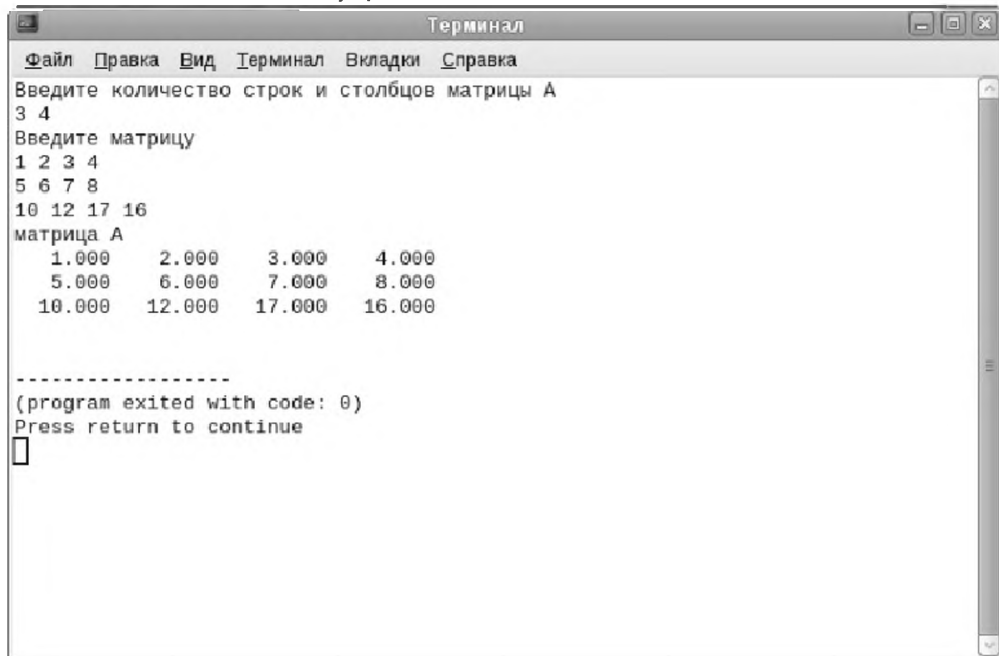 Терминал
Файл Правка Вид Терминал Вкладки Справка
Введите количество строк и столбцов матрицы A
3 4
Введите матрицу
1 2 3 4
5 6 7 8
10 12 17 16
матрица A
1.000 2.000 3.000 4.000
5.000 6.000 7.000 8.000
10.000 12.000 17.000 16.000
------------------
(program exited with code: 0)
Press return to continue